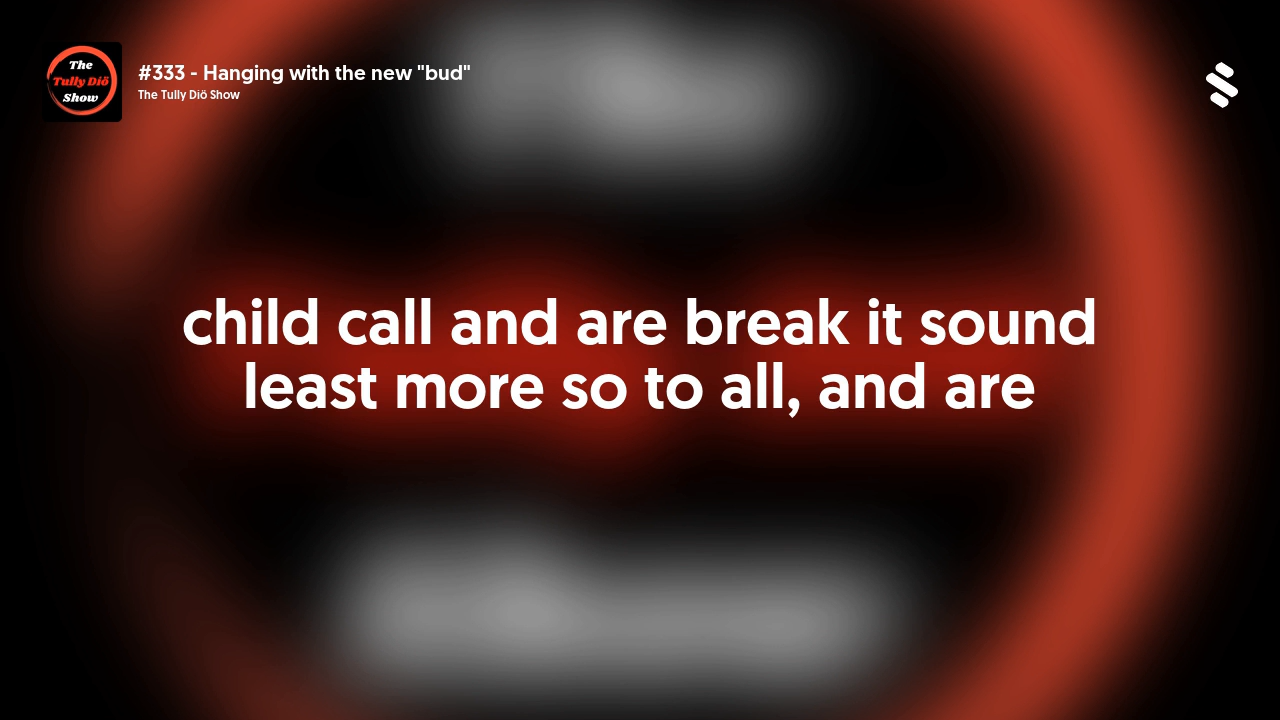 The
Tully Diö
Show
#333 - Hanging with the new "bud"
The Tully Diö Show
child call and are break it sound
least more so to all, and are